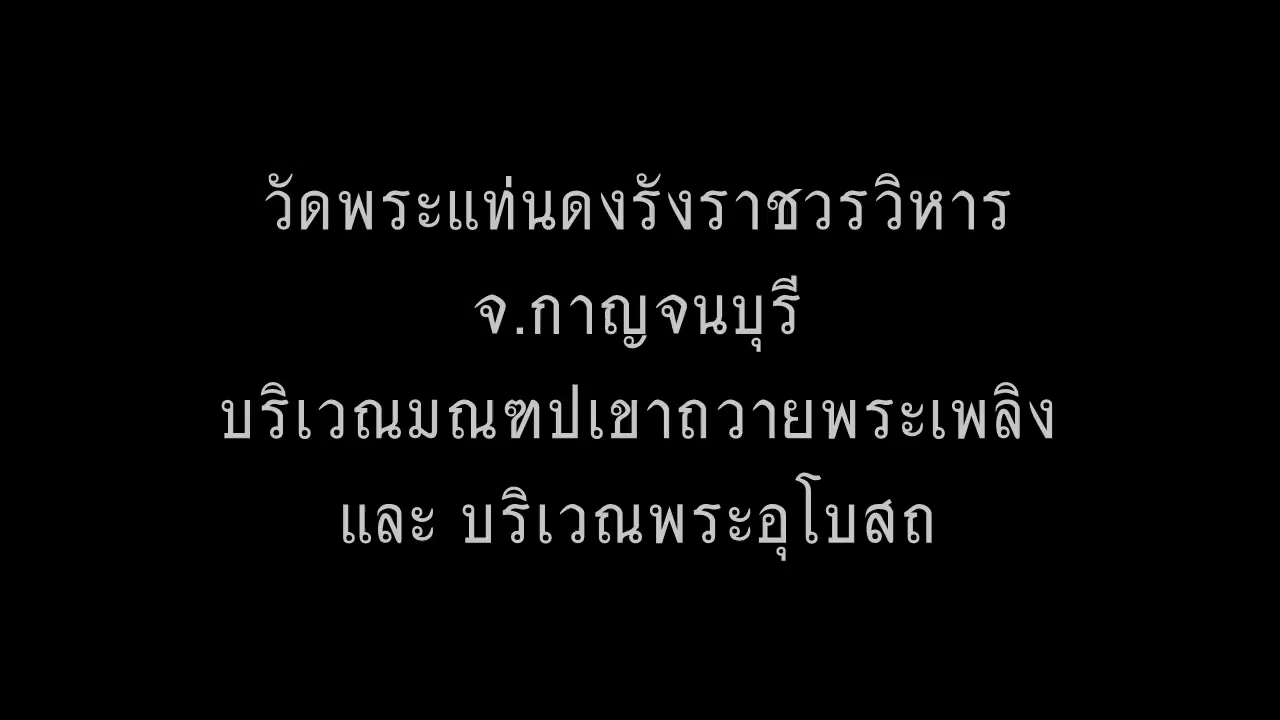 วัดพระแท่นดงรังราชวรวิหาร
จ.กาญจนบุรี
บริเวณมณฑปเขาถวายพระเพลิง
และ บริเวณพระอุโบสถ